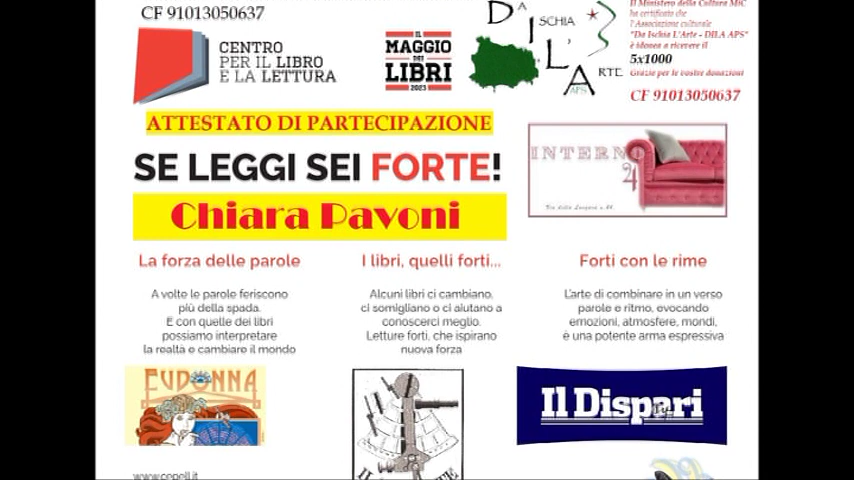 CF 91013050637
CENTRO
PER IL LIBRO
E LA LETTURA
IL
MAGGIO
DEI
LIBRI
2023
DA
ISCHIA
L'
ARTE
DILA
APS
Il Ministero della Cultura MiC
ha certificato che
l'Associazione culturale
"Da Ischia L'Arte - DILA APS"
è idonea a ricevere il
5x1000
Grazie per le vostre donazioni
CF 91013050637
ATTESTATO DI PARTECIPAZIONE
SE LEGGI SEI FORTE!
Chiara Pavoni
INTERNO
4
La forza delle parole
A volte le parole feriscono
più della spada.
E con quelle dei libri
possiamo interpretare
la realtà e cambiare il mondo
I libri, quelli forti...
Alcuni libri ci cambiano,
ci somigliano o ci aiutano a
conoscerci meglio.
Letture forti, che ispirano
nuova forza
Forti con le rime
L'arte di combinare in un verso
parole e ritmo, evocando
emozioni, atmosfere, mondi,
è una potente arma espressiva
EUDONNA
Il Dispari
www.cepell.it